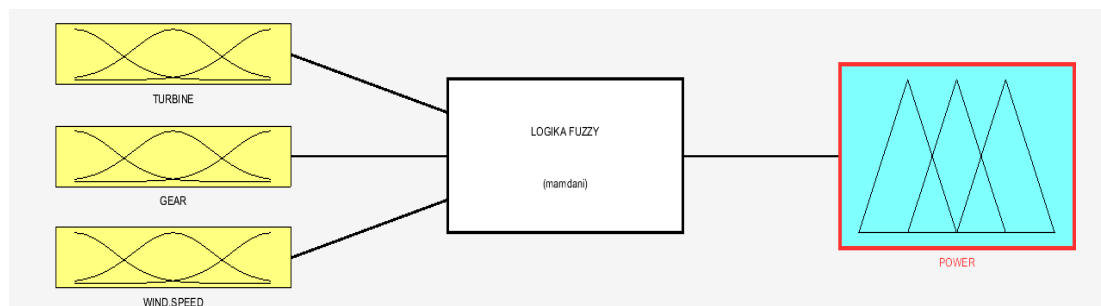 TURBINE
GEAR
WIND.SPEED
LOGIKA FUZZY
(mamdani)
POWER